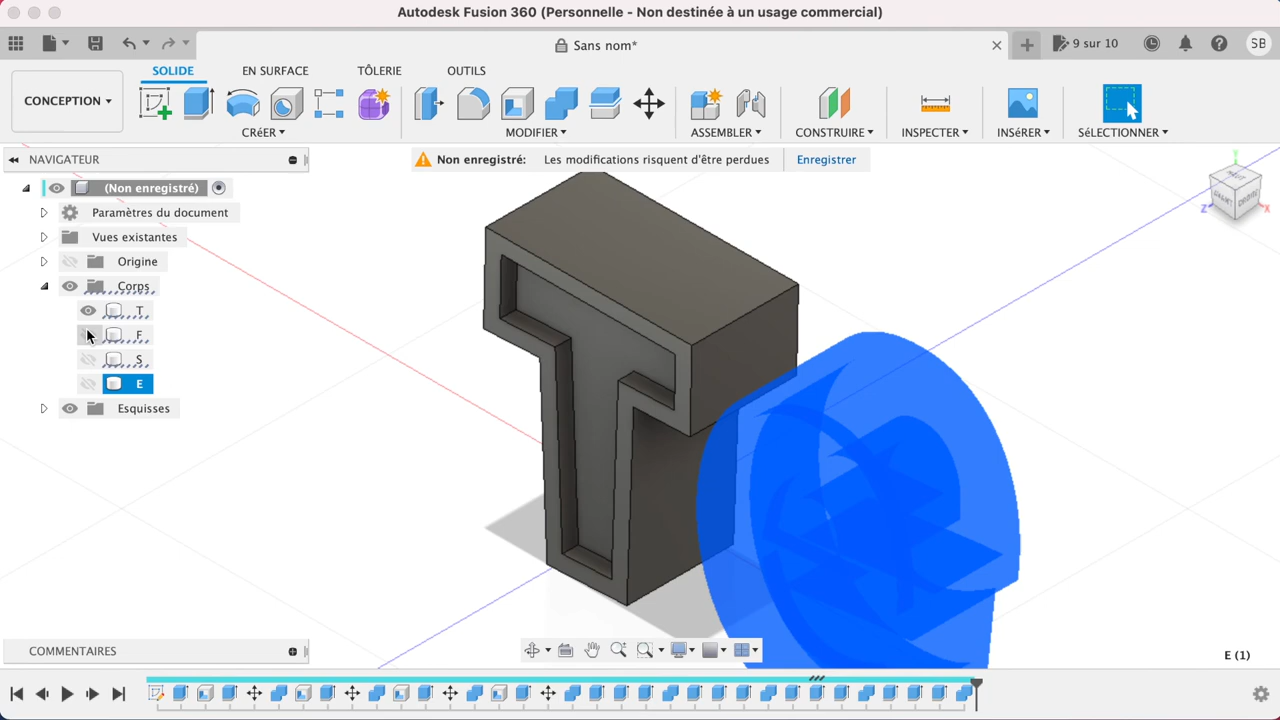 Autodesk Fusion 360 (Personnelle - Non destinée à un usage commercial)
Sans nom*
9 sur 10
SB
CONCEPTION
SOLIDE EN SURFACE TÔLERIE OUTILS
CRéER MODIFIER ASSEMBLER CONSTRUIRE INSPECTER INSéRER SéLECTIONNER
NAVIGATEUR
Non enregistré: Les modifications risquent d'être perdues Enregistrer
(Non enregistré)
Paramètres du document
Vues existantes
Origine
Corps
T
F
S
E
Esquisses
Z
X
COMMENTAIRES
E (1)